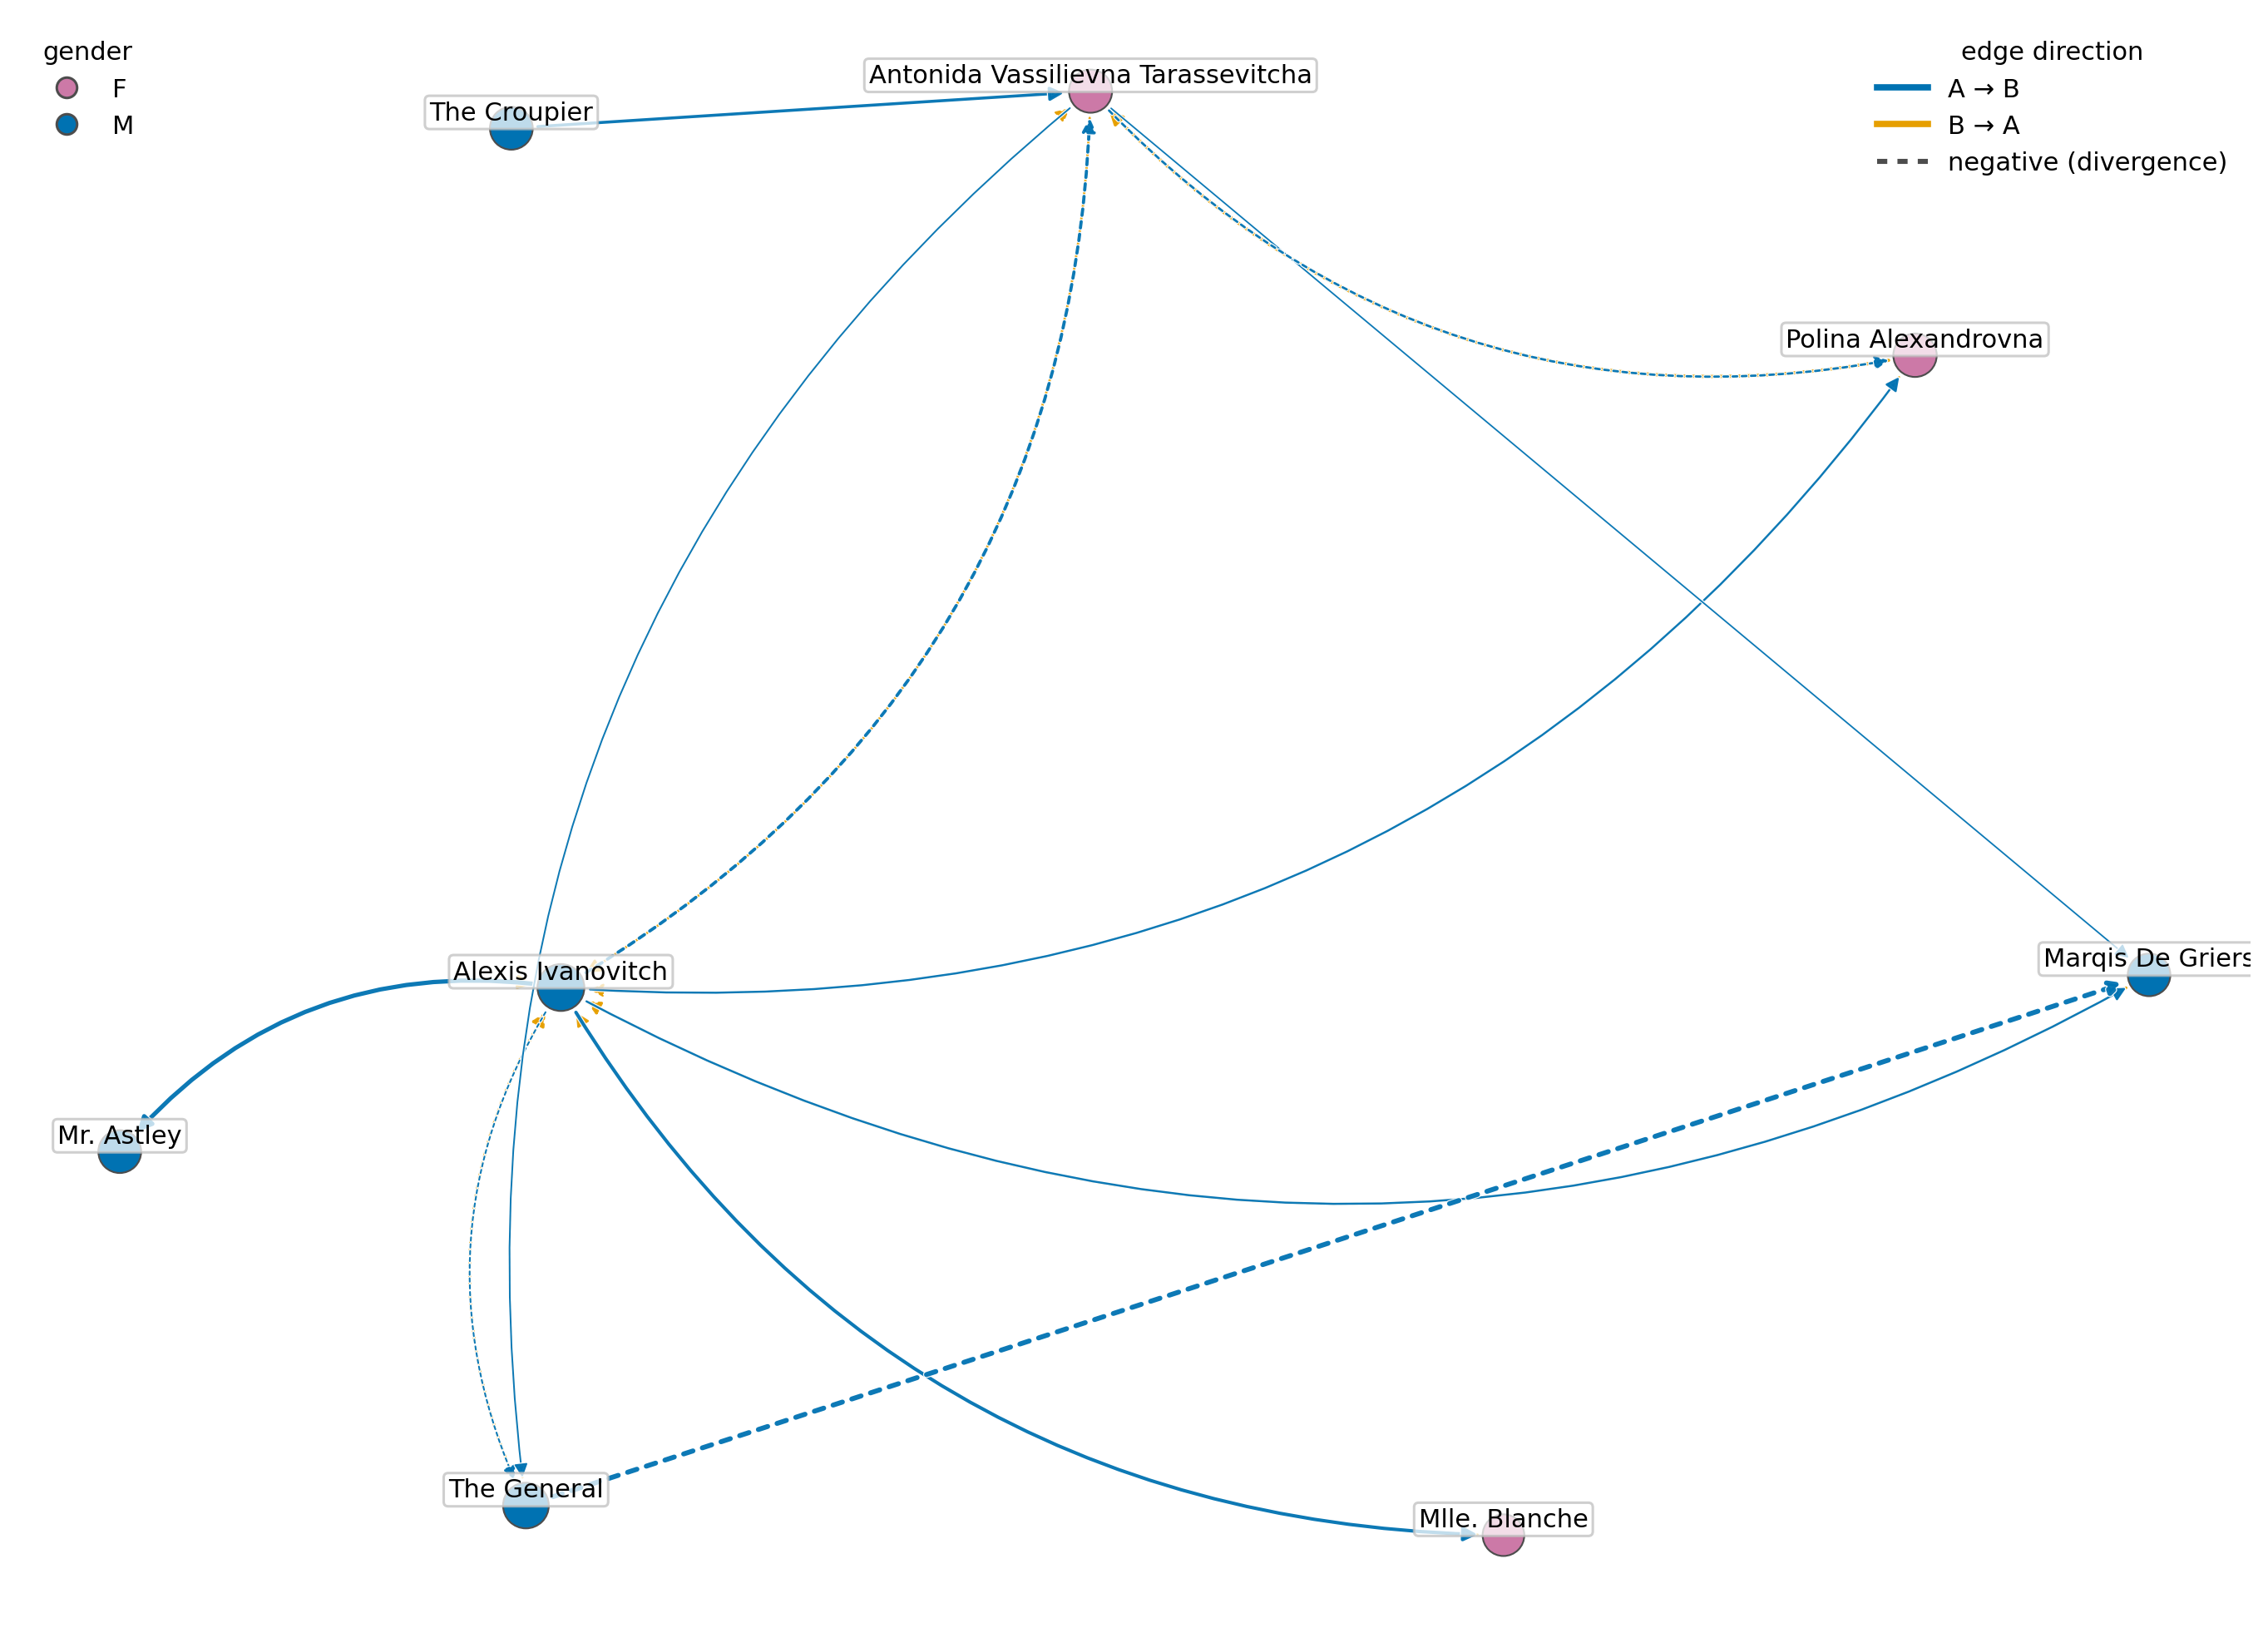 gender
F
M
edge direction
A → B
B → A
negative (divergence)
Antonida Vassilievna Tarassevitcha
The Croupier
Polina Alexandrovna
Alexis Ivanovitch
Marqis De Griers
Mr. Astley
The General
Mlle. Blanche